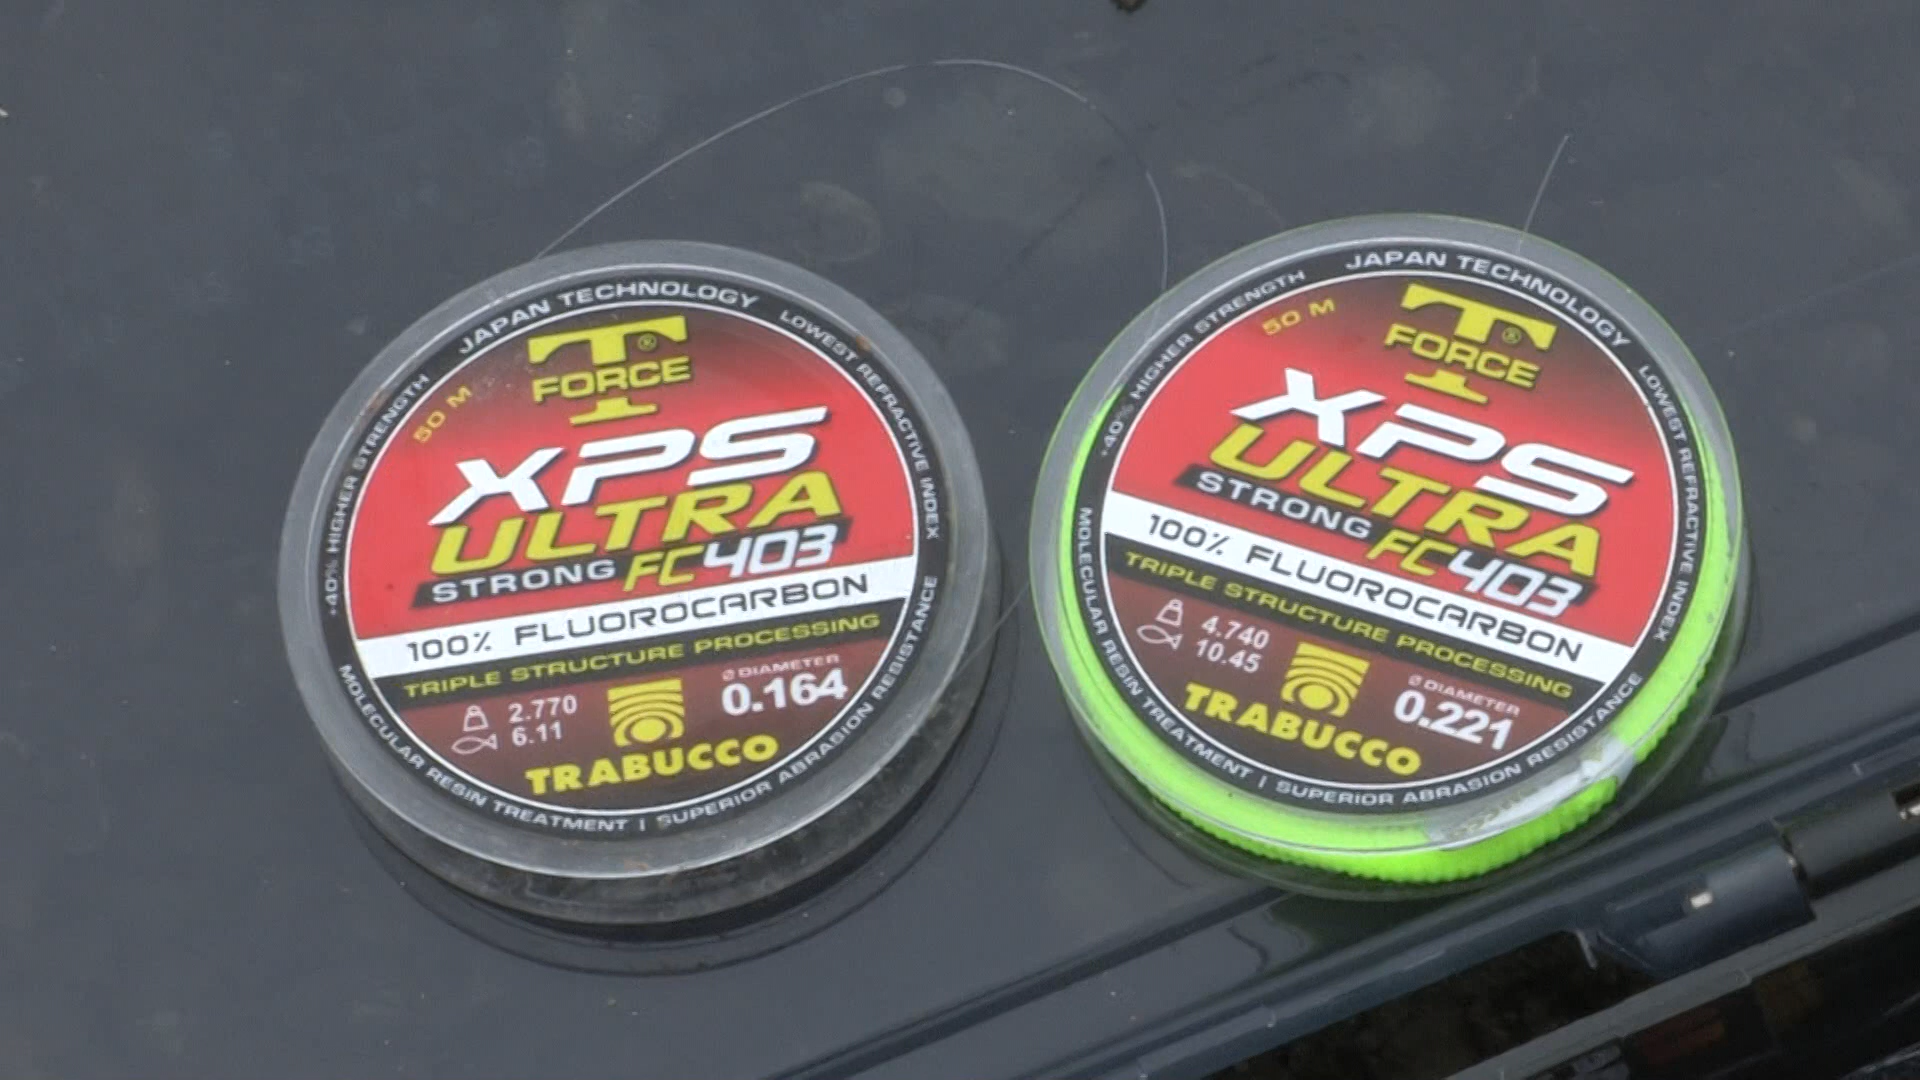 JAPAN TECHNOLOGY
LOWEST REFRACTIVE INDEX
+40% HIGHER STRENGTH
50 M
T ®
FORCE
XPS
ULTRA
STRONG FC403
100% FLUOROCARBON
TRIPLE STRUCTURE PROCESSING
2.770
6.11
Ø DIAMETER
0.164
TRABUCCO
MOLECULAR RESIN TREATMENT | SUPERIOR ABRASION RESISTANCE
+40% HIGHER STRENGTH
JAPAN TECHNOLOGY
LOWEST REFRACTIVE INDEX
50 M
T ®
FORCE
XPS
ULTRA
STRONG FC403
100% FLUOROCARBON
TRIPLE STRUCTURE PROCESSING
4.740
10.45
Ø DIAMETER
0.221
TRABUCCO
MOLECULAR RESIN TREATMENT | SUPERIOR ABRASION RESISTANCE